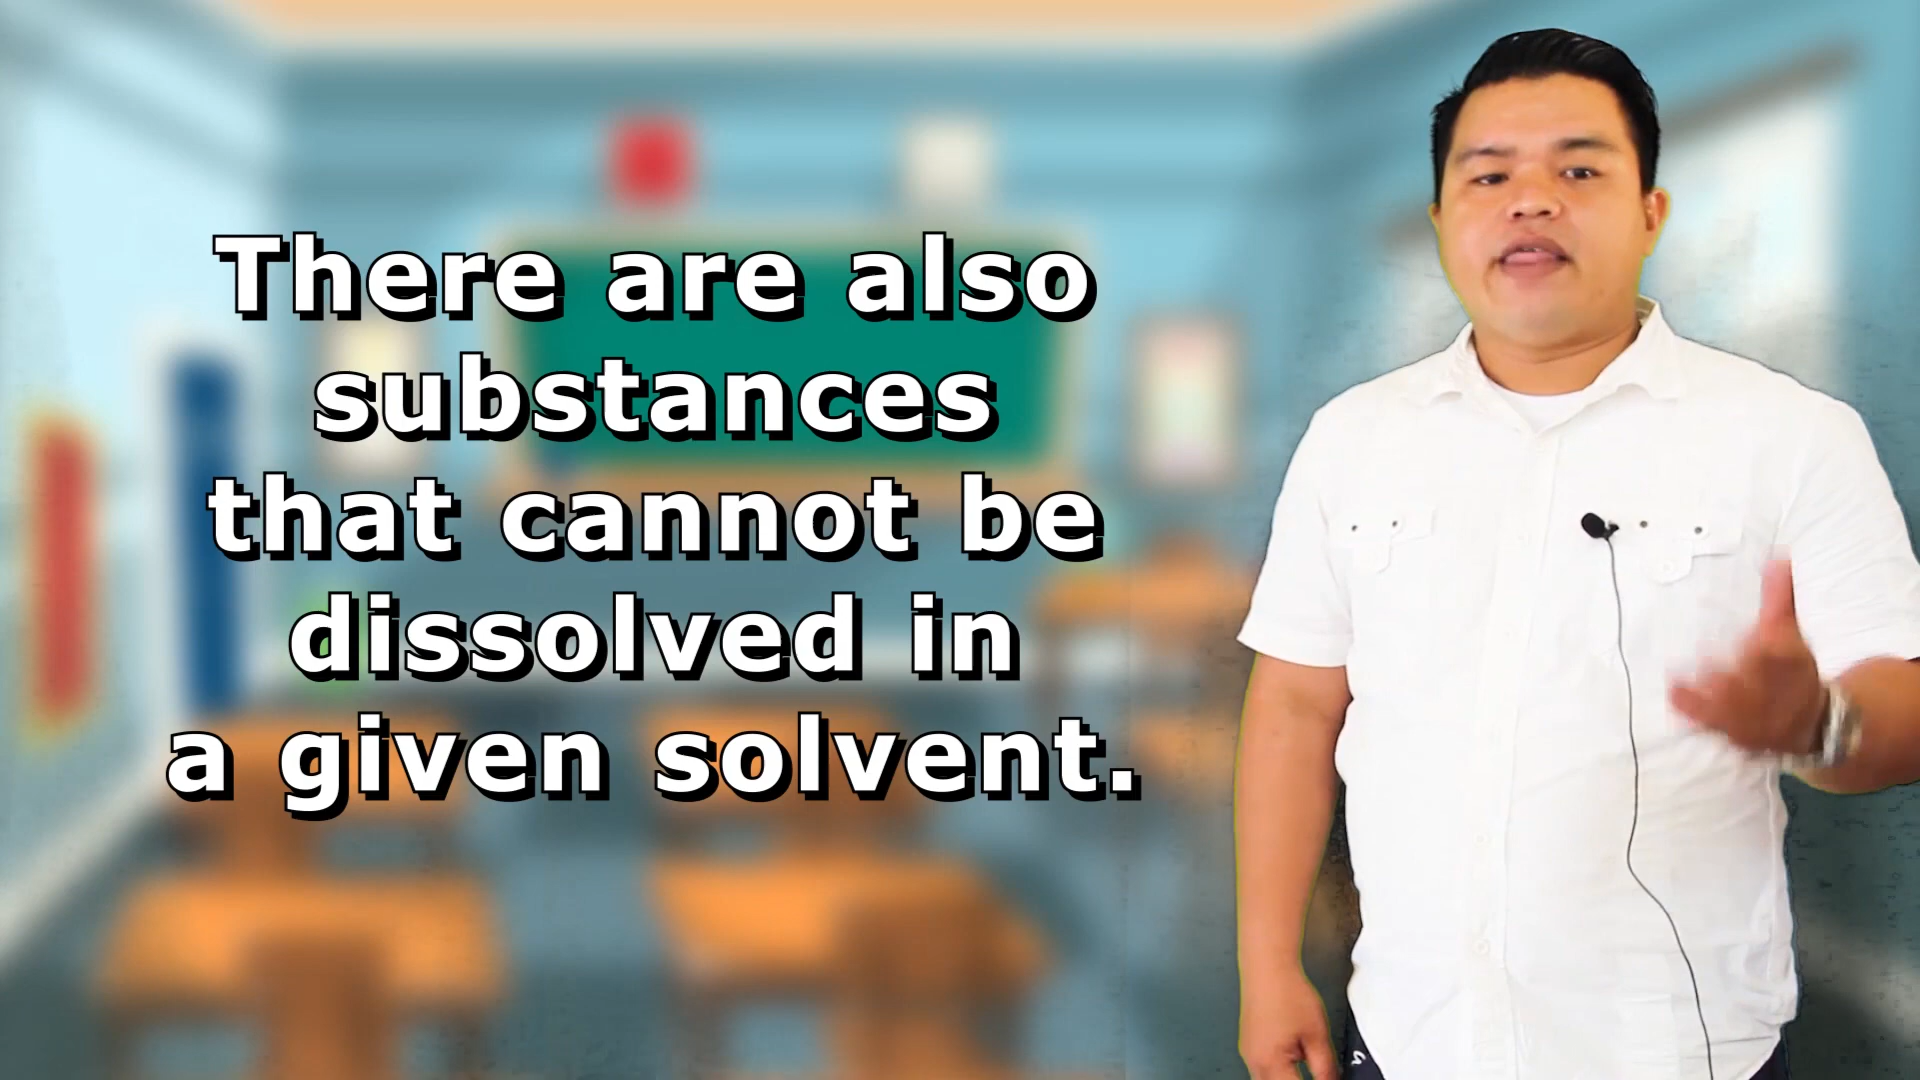 There are also
substances
that cannot be
dissolved in
a given solvent.